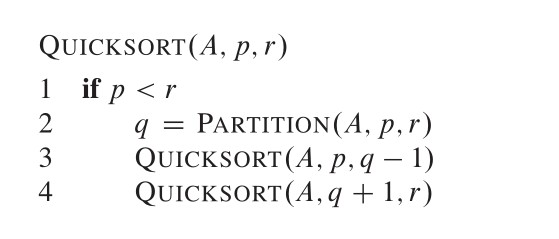 QUICKSORT(A, p, r)
1 if p < r
2 q = PARTITION(A, p, r)
3 QUICKSORT(A, p, q − 1)
4 QUICKSORT(A, q + 1, r)